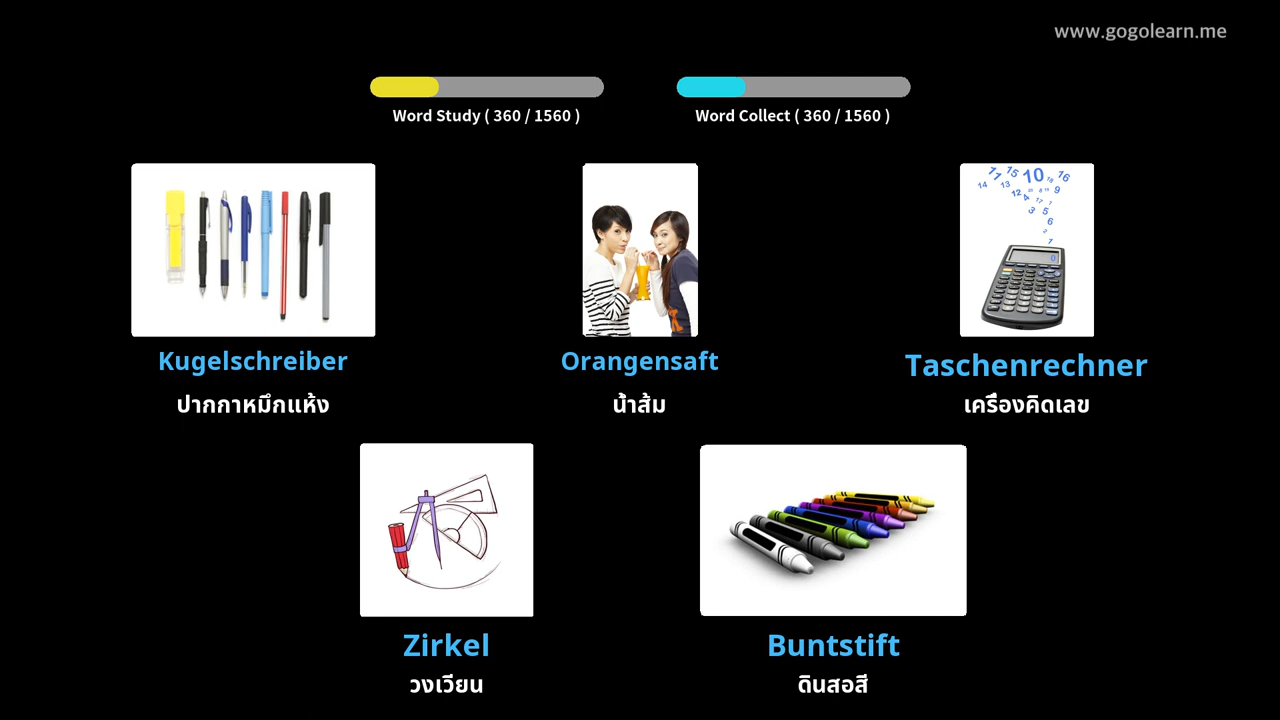 www.gogolearn.me
Word Study ( 360 / 1560 )
Word Collect ( 360 / 1560 )
Kugelschreiber
Orangensaft
Taschenrechner
ปากกาหมึกแห้ง
น้ำส้ม
เครื่องคิดเลข
Zirkel
Buntstift
วงเวียน
ดินสอสี